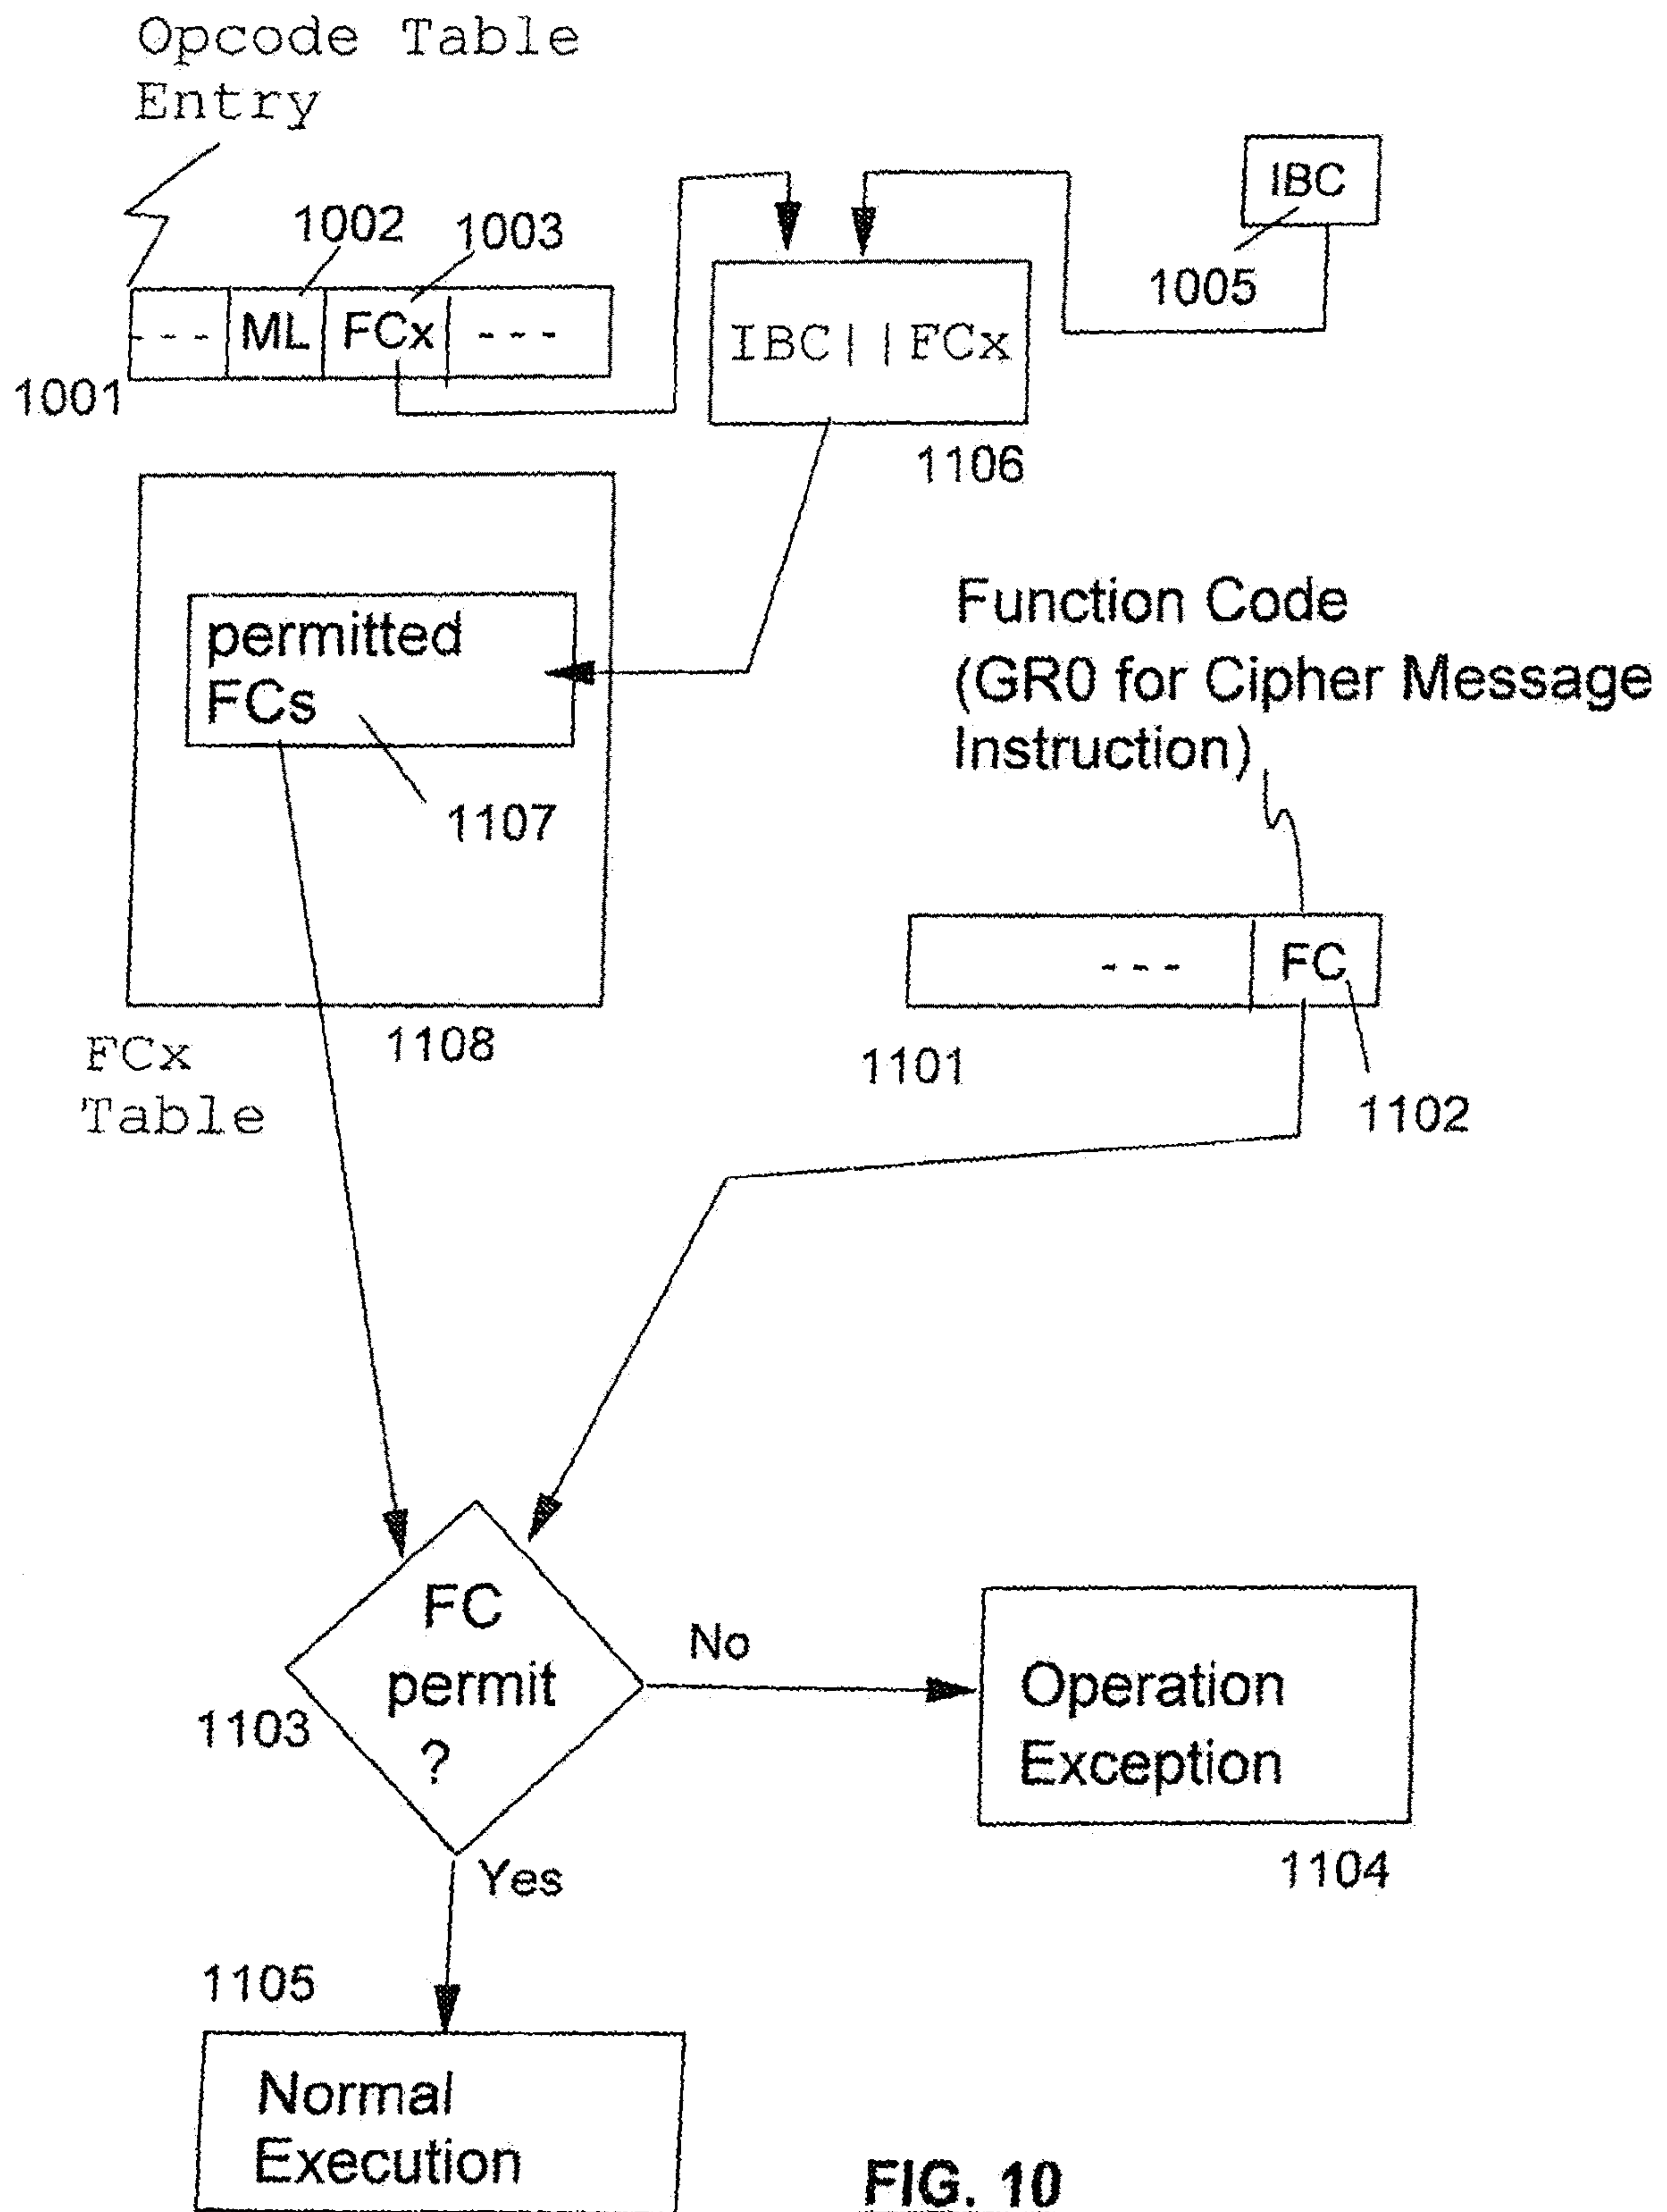 Opcode Table
Entry
IBC
1002
1003
1005
--- ML FCx ---
IBC||FCx
1001
1106
permitted
FCs
1107
Function Code
(GR0 for Cipher Message
Instruction)
--- FC
1108
1101
1102
FCx
Table
FC
permit
?
No
1103
Operation
Exception
1104
Yes
1105
Normal
Execution
FIG. 10